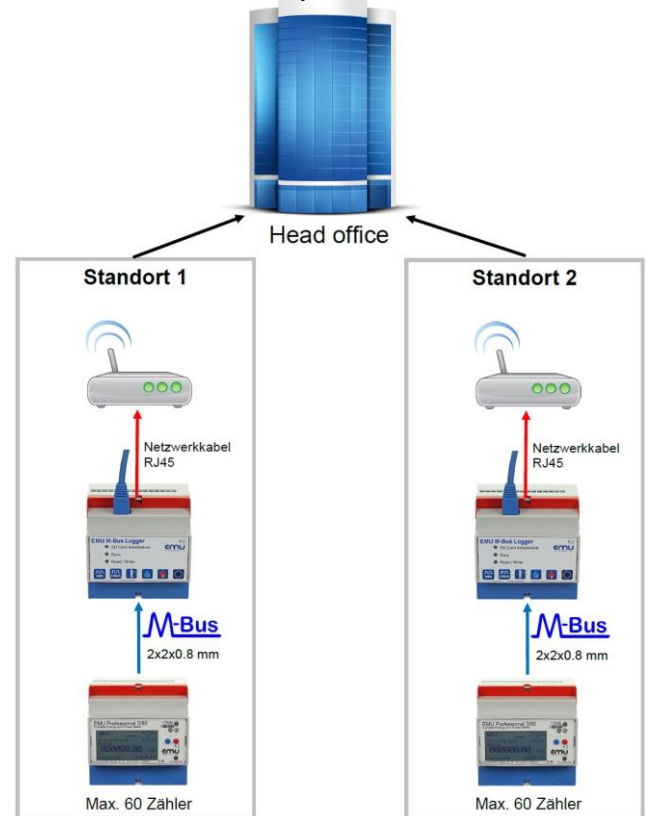 Head office
Standort 1
Netzwerkkabel
RJ45
EMU M-Bus Logger
emu
M-Bus
2x2x0.8 mm
EMU Professional 3/85
emu
Max. 60 Zähler
Standort 2
Netzwerkkabel
RJ45
EMU M-Bus Logger
emu
M-Bus
2x2x0.8 mm
EMU Professional 3/85
emu
Max. 60 Zähler